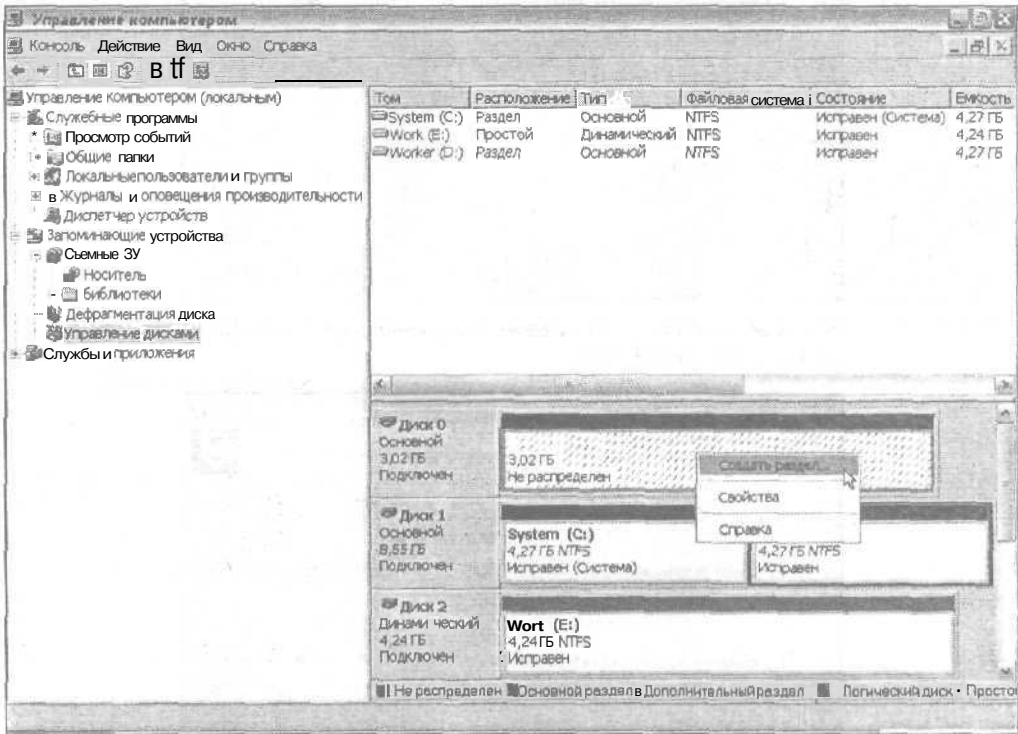 Управление компьютером
Консоль Действие Вид Окно Справка
в tf
Управление компьютером (локальным)
Служебные программы
Просмотр событий
Общие папки
Локальные пользователи и группы
в Журналы и оповещения производительности
Диспетчер устройств
Запоминающие устройства
Съемные ЗУ
Носитель
Библиотеки
Дефрагментация диска
Управление дисками
Службы и приложения
Том Расположение Тип Файловая система Состояние Емкость
System (C:) Раздел Основной NTFS Исправен (Система) 4,27 ГБ
Work (E:) Простой Динамический NTFS Исправен 4,24 ГБ
Worker (D:) Раздел Основной NTFS Исправен 4,27 ГБ
Диск 0
Основной
3,02 ГБ
Подключен
3,02 ГБ
Не распределен
Создать раздел...
Свойства
Справка
Диск 1
Основной
8,55 ГБ
Подключен
System (C:)
4,27 ГБ NTFS
Исправен (Система)
4,27 ГБ NTFS
Исправен
Диск 2
Динами ческий
4,24 ГБ
Подключен
Wort (E:)
4,24 ГБ NTFS
Исправен
Не распределен Основной раздел в Дополнительный раздел Логический диск Просто